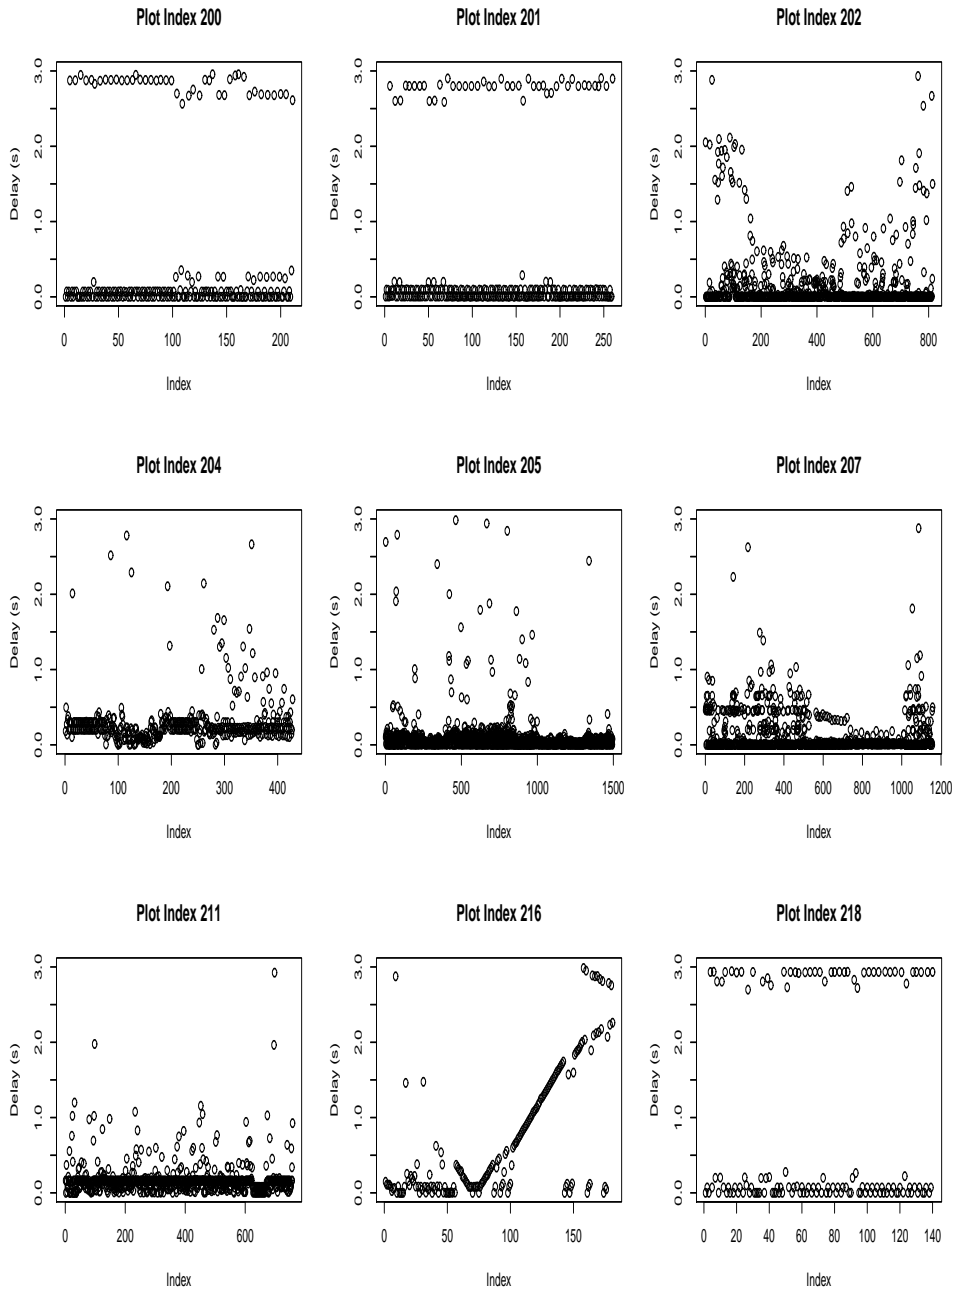 Plot Index 200
Delay (s)
3.0
2.0
1.0
0.0
0 50 100 150 200
Index
Plot Index 201
Delay (s)
3.0
2.0
1.0
0.0
0 50 100 150 200 250
Index
Plot Index 202
Delay (s)
3.0
2.0
1.0
0.0
0 200 400 600 800
Index
Plot Index 204
Delay (s)
3.0
2.0
1.0
0.0
0 100 200 300 400
Index
Plot Index 205
Delay (s)
3.0
2.0
1.0
0.0
0 500 1000 1500
Index
Plot Index 207
Delay (s)
3.0
2.0
1.0
0.0
0 200 400 600 800 1000 1200
Index
Plot Index 211
Delay (s)
3.0
2.0
1.0
0.0
0 200 400 600
Index
Plot Index 216
Delay (s)
3.0
2.0
1.0
0.0
0 50 100 150
Index
Plot Index 218
Delay (s)
3.0
2.0
1.0
0.0
0 20 40 60 80 100 120 140
Index